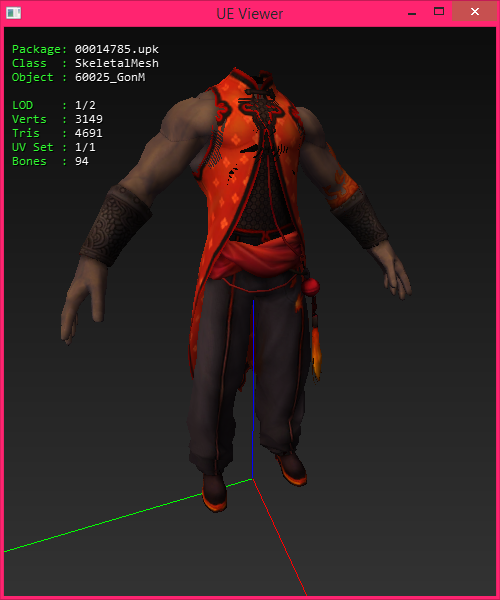 UE Viewer
Package: 00014785.upk
Class  : SkeletalMesh
Object : 60025_GonM
LOD    : 1/2
Verts  : 3149
Tris   : 4691
UV Set : 1/1
Bones  : 94